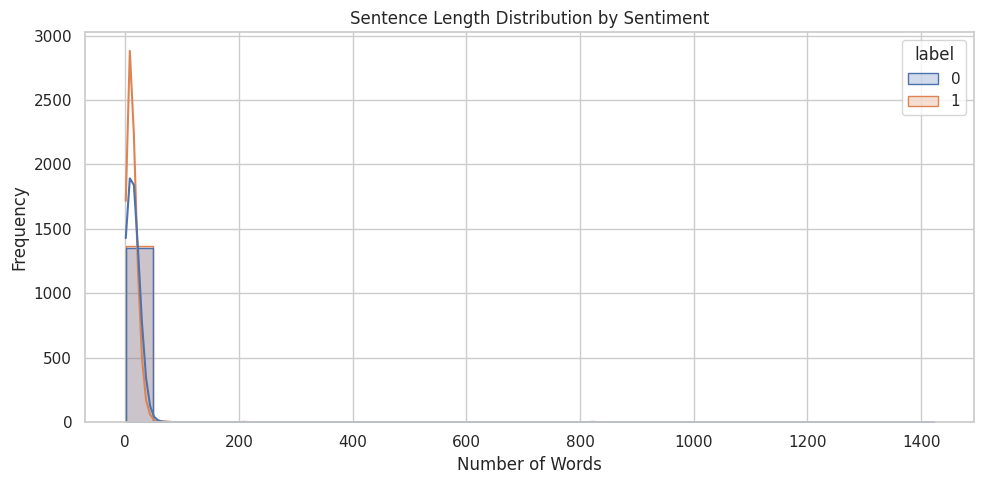 Sentence Length Distribution by Sentiment
3000
2500
2000
1500
1000
500
0
Frequency
0 200 400 600 800 1000 1200 1400
Number of Words
label
0
1